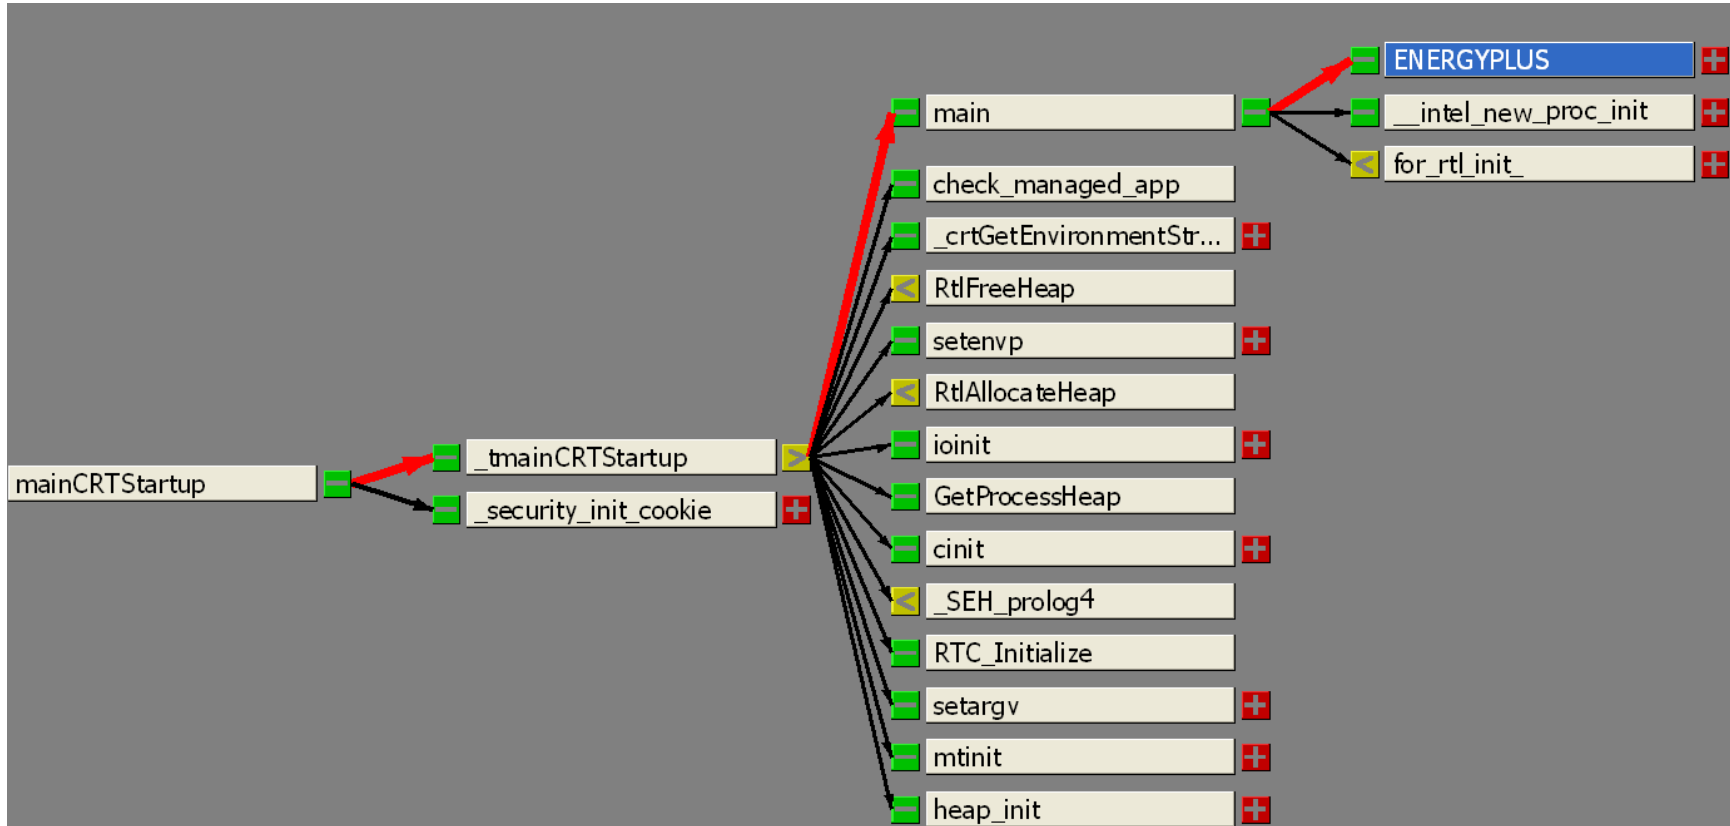 ENERGYPLUS
main
__intel_new_proc_init
for_rtl_init_
check_managed_app
_crtGetEnvironmentStr...
RtlFreeHeap
setenvp
RtlAllocateHeap
ioinit
_tmainCRTStartup
mainCRTStartup
GetProcessHeap
_security_init_cookie
cinit
_SEH_prolog4
RTC_Initialize
setargv
mtinit
heap_init